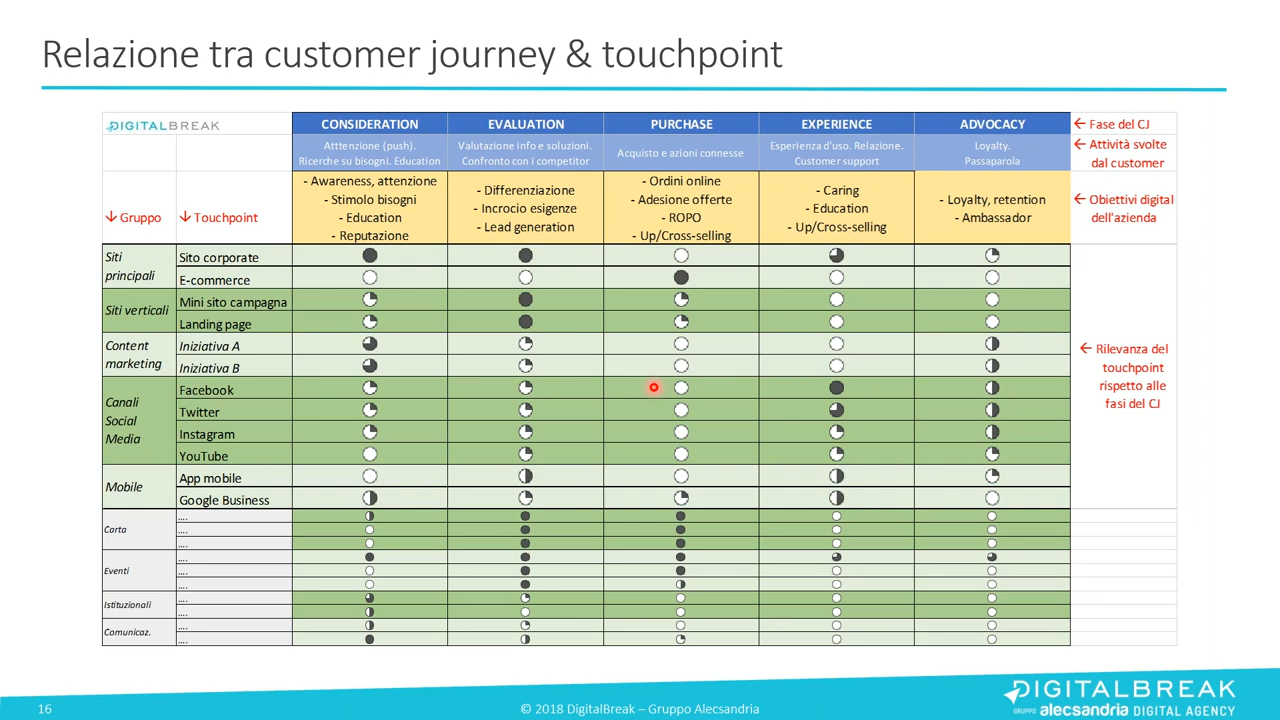 Relazione tra customer journey & touchpoint
DIGITALBREAK
CONSIDERATION
EVALUATION
PURCHASE
EXPERIENCE
ADVOCACY
← Fase del CJ
Atttenzione (push).
Ricerche su bisogni. Education
Valutazione info e soluzioni.
Confronto con i competitor
Acquisto e azioni connesse
Esperienza d'uso. Relazione.
Customer support
Loyalty.
Passaparola
← Attività svolte
dal customer
↓ Gruppo
↓ Touchpoint
- Awareness, attenzione
- Stimolo bisogni
- Education
- Reputazione
- Differenziazione
- Incrocio esigenze
- Lead generation
- Ordini online
- Adesione offerte
- ROPO
- Up/Cross-selling
- Caring
- Education
- Up/Cross-selling
- Loyalty, retention
- Ambassador
← Obiettivi digital
dell'azienda
Siti
principali
Sito corporate
E-commerce
Siti verticali
Mini sito campagna
Landing page
Content
marketing
Iniziativa A
Iniziativa B
← Rilevanza del
touchpoint
rispetto alle
fasi del CJ
Canali
Social
Media
Facebook
Twitter
Instagram
YouTube
Mobile
App mobile
Google Business
Carta
....
....
....
Eventi
....
....
....
Istituzionali
....
....
Comunicaz.
....
....
16
© 2018 DigitalBreak – Gruppo Alecsandria
DIGITALBREAK
GRUPPO alecsandria DIGITAL AGENCY